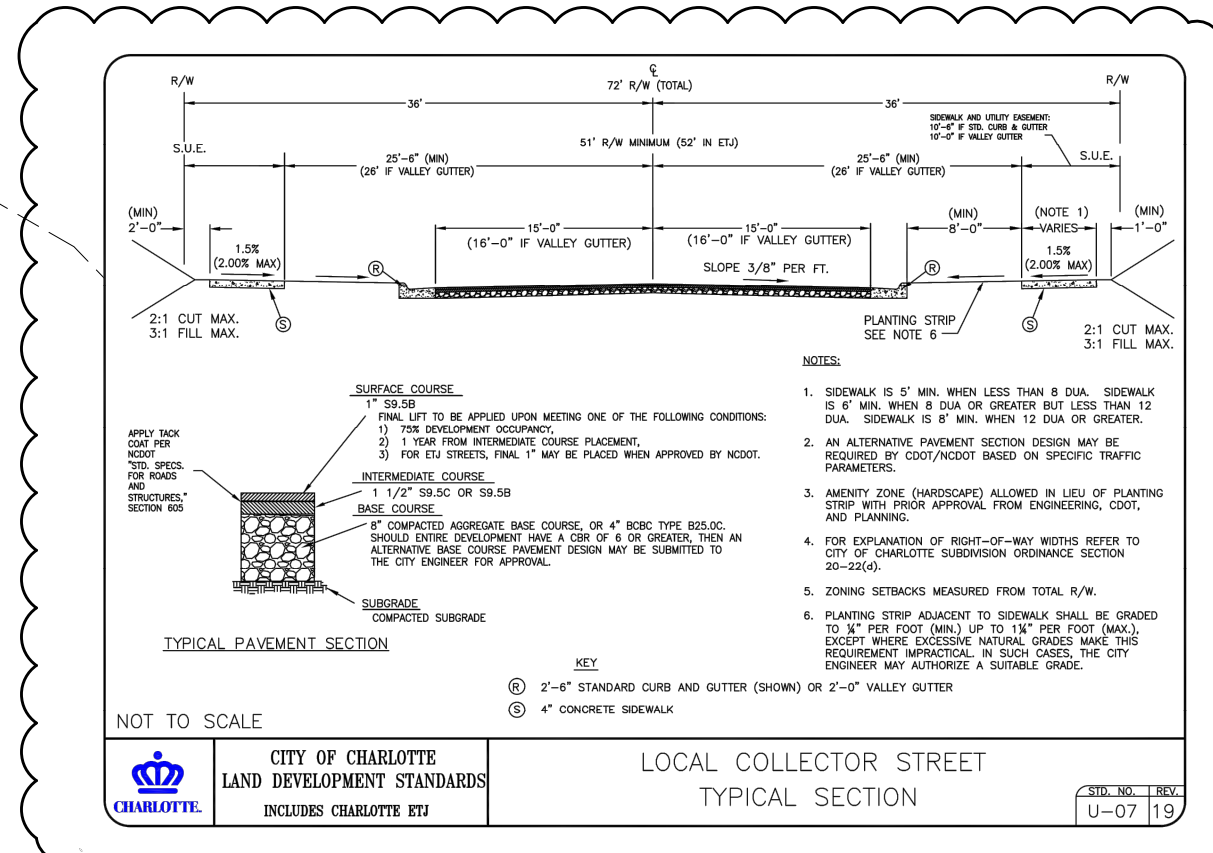 R/W
℄
72' R/W (TOTAL)
R/W
36'
36'
SIDEWALK AND UTILITY EASEMENT:
10'-6" IF STD. CURB & GUTTER
10'-0" IF VALLEY GUTTER
S.U.E.
51' R/W MINIMUM (52' IN ETJ)
S.U.E.
25'-6" (MIN)
(26' IF VALLEY GUTTER)
25'-6" (MIN)
(26' IF VALLEY GUTTER)
(MIN)
2'-0"
15'-0"
(16'-0" IF VALLEY GUTTER)
15'-0"
(16'-0" IF VALLEY GUTTER)
(MIN)
8'-0"
(NOTE 1)
VARIES
(MIN)
1'-0"
1.5%
(2.00% MAX)
R
SLOPE 3/8" PER FT.
R
1.5%
(2.00% MAX)
2:1 CUT MAX.
3:1 FILL MAX.
S
PLANTING STRIP
SEE NOTE 6
S
2:1 CUT MAX.
3:1 FILL MAX.
SURFACE COURSE
1" S9.5B
FINAL LIFT TO BE APPLIED UPON MEETING ONE OF THE FOLLOWING CONDITIONS:
1) 75% DEVELOPMENT OCCUPANCY,
2) 1 YEAR FROM INTERMEDIATE COURSE PLACEMENT,
3) FOR ETJ STREETS, FINAL 1" MAY BE PLACED WHEN APPROVED BY NCDOT.
APPLY TACK
COAT PER
NCDOT
"STD. SPECS.
FOR ROADS
AND
STRUCTURES,"
SECTION 605
INTERMEDIATE COURSE
1 1/2" S9.5C OR S9.5B
BASE COURSE
8" COMPACTED AGGREGATE BASE COURSE, OR 4" BCBC TYPE B25.0C.
SHOULD ENTIRE DEVELOPMENT HAVE A CBR OF 6 OR GREATER, THEN AN
ALTERNATIVE BASE COURSE PAVEMENT DESIGN MAY BE SUBMITTED TO
THE CITY ENGINEER FOR APPROVAL.
SUBGRADE
COMPACTED SUBGRADE
TYPICAL PAVEMENT SECTION
NOTES:
1. SIDEWALK IS 5' MIN. WHEN LESS THAN 8 DUA. SIDEWALK
IS 6' MIN. WHEN 8 DUA OR GREATER BUT LESS THAN 12
DUA. SIDEWALK IS 8' MIN. WHEN 12 DUA OR GREATER.
2. AN ALTERNATIVE PAVEMENT SECTION DESIGN MAY BE
REQUIRED BY CDOT/NCDOT BASED ON SPECIFIC TRAFFIC
PARAMETERS.
3. AMENITY ZONE (HARDSCAPE) ALLOWED IN LIEU OF PLANTING
STRIP WITH PRIOR APPROVAL FROM ENGINEERING, CDOT,
AND PLANNING.
4. FOR EXPLANATION OF RIGHT-OF-WAY WIDTHS REFER TO
CITY OF CHARLOTTE SUBDIVISION ORDINANCE SECTION
20-22(d).
5. ZONING SETBACKS MEASURED FROM TOTAL R/W.
6. PLANTING STRIP ADJACENT TO SIDEWALK SHALL BE GRADED
TO ¼" PER FOOT (MIN.) UP TO 1¼" PER FOOT (MAX.),
EXCEPT WHERE EXCESSIVE NATURAL GRADES MAKE THIS
REQUIREMENT IMPRACTICAL. IN SUCH CASES, THE CITY
ENGINEER MAY AUTHORIZE A SUITABLE GRADE.
KEY
R 2'-6" STANDARD CURB AND GUTTER (SHOWN) OR 2'-0" VALLEY GUTTER
S 4" CONCRETE SIDEWALK
NOT TO SCALE
CHARLOTTE.
CITY OF CHARLOTTE
LAND DEVELOPMENT STANDARDS
INCLUDES CHARLOTTE ETJ
LOCAL COLLECTOR STREET
TYPICAL SECTION
STD. NO. REV.
U-07 19